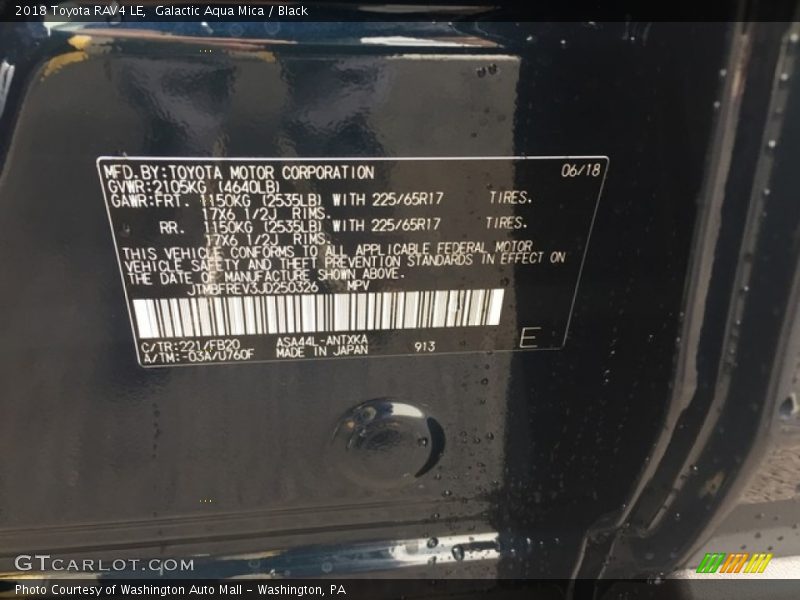 2018 Toyota RAV4 LE,  Galactic Aqua Mica / Black
MFD.BY:TOYOTA MOTOR CORPORATION 06/18
GVWR:2105KG (4640LB)
GAWR:FRT. 1150KG (2535LB) WITH 225/65R17 TIRES.
17X6 1/2J RIMS.
RR. 1150KG (2535LB) WITH 225/65R17 TIRES.
17X6 1/2J RIMS.
THIS VEHICLE CONFORMS TO ALL APPLICABLE FEDERAL MOTOR
VEHICLE SAFETY AND THEFT PREVENTION STANDARDS IN EFFECT ON
THE DATE OF MANUFACTURE SHOWN ABOVE.
JTMBFREV3JD250326 MPV
C/TR:221/FB20 ASA44L-ANTXKA 913 E
A/TM:-03A/U760F MADE IN JAPAN
GTCARLOT.COM
Photo Courtesy of Washington Auto Mall - Washington, PA